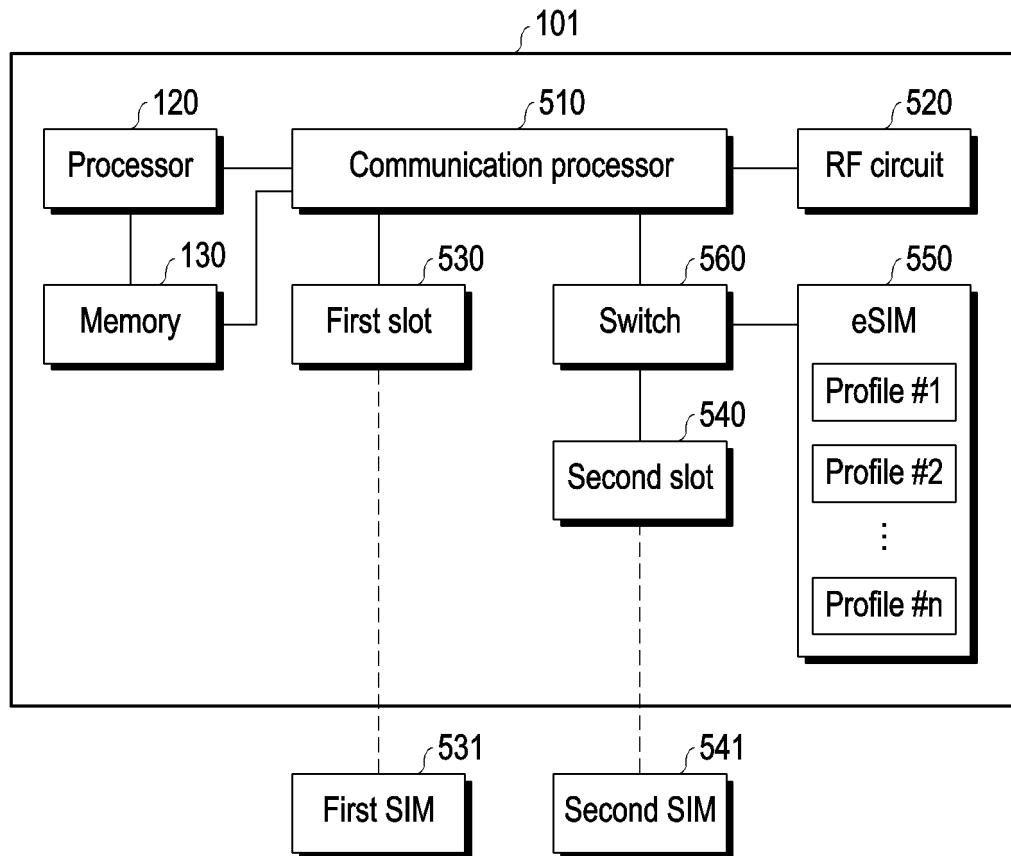 101
120
510
520
Processor
Communication processor
RF circuit
130
530
560
550
Memory
First slot
Switch
eSIM
Profile #1
540
Second slot
Profile #2
⋮
Profile #n
531
541
First SIM
Second SIM